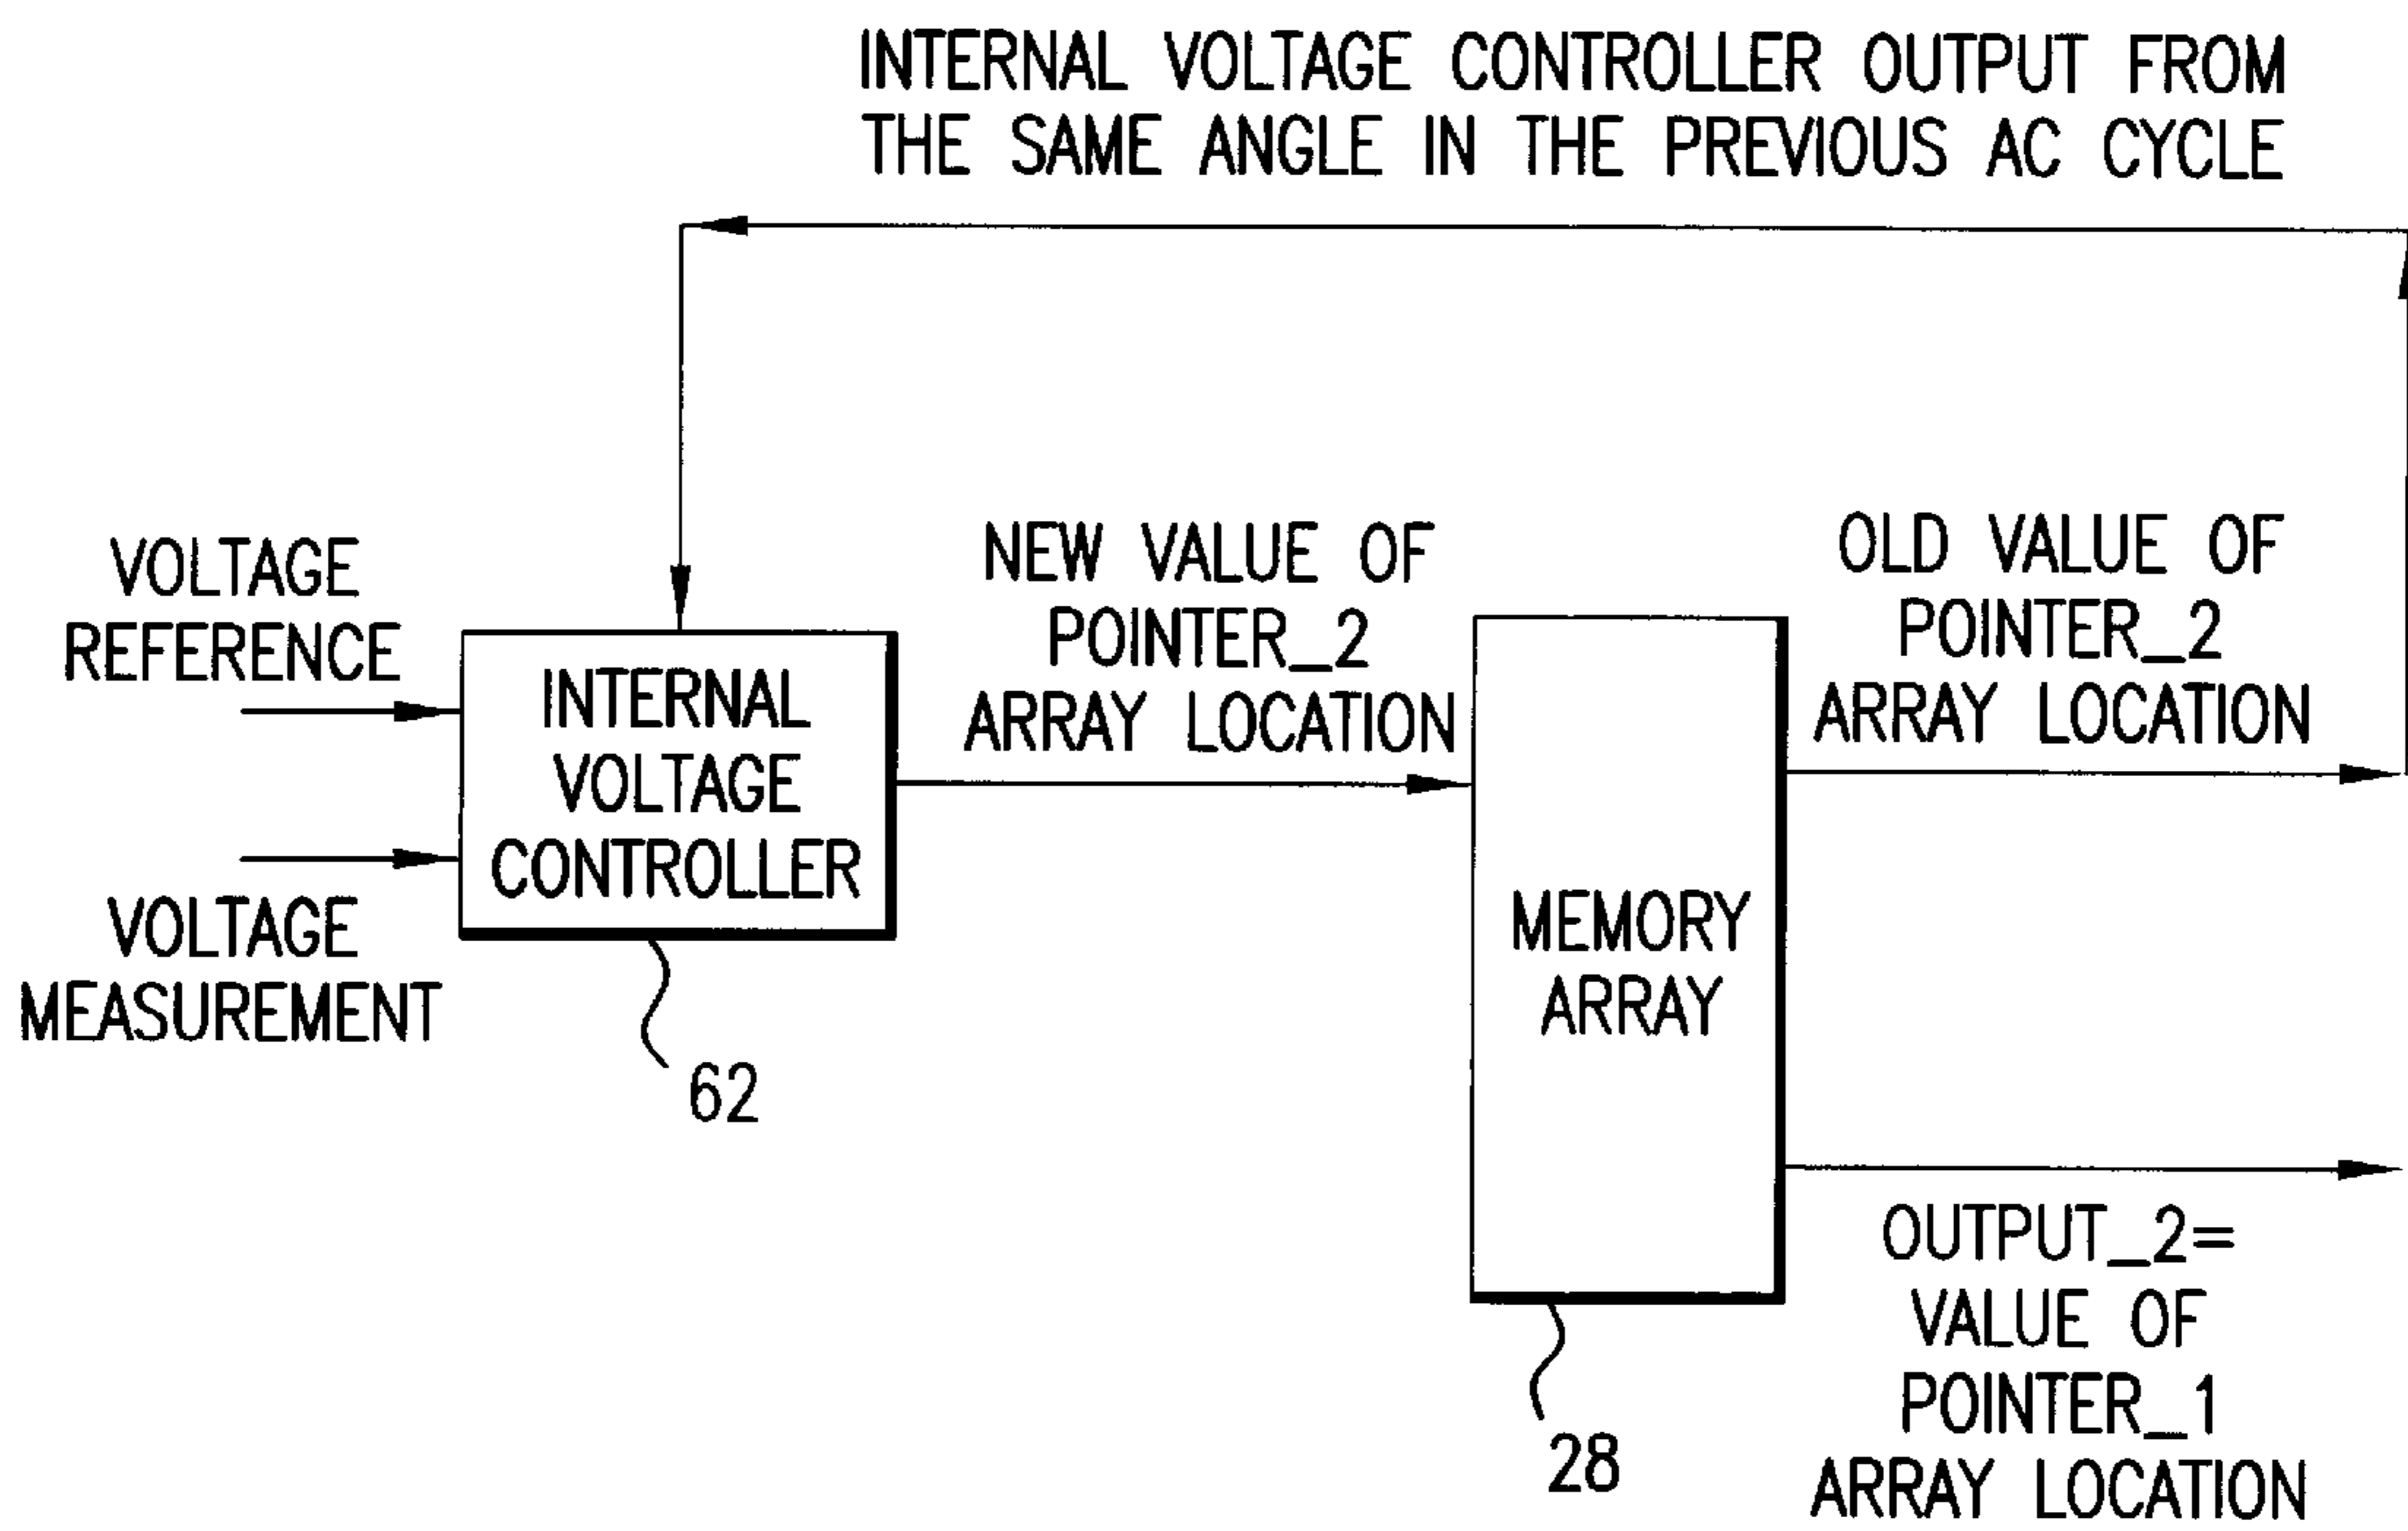 INTERNAL VOLTAGE CONTROLLER OUTPUT FROM
THE SAME ANGLE IN THE PREVIOUS AC CYCLE
VOLTAGE
REFERENCE
VOLTAGE
MEASUREMENT
INTERNAL
VOLTAGE
CONTROLLER
62
NEW VALUE OF
POINTER_2
ARRAY LOCATION
MEMORY
ARRAY
28
OLD VALUE OF
POINTER_2
ARRAY LOCATION
OUTPUT_2=
VALUE OF
POINTER_1
ARRAY LOCATION